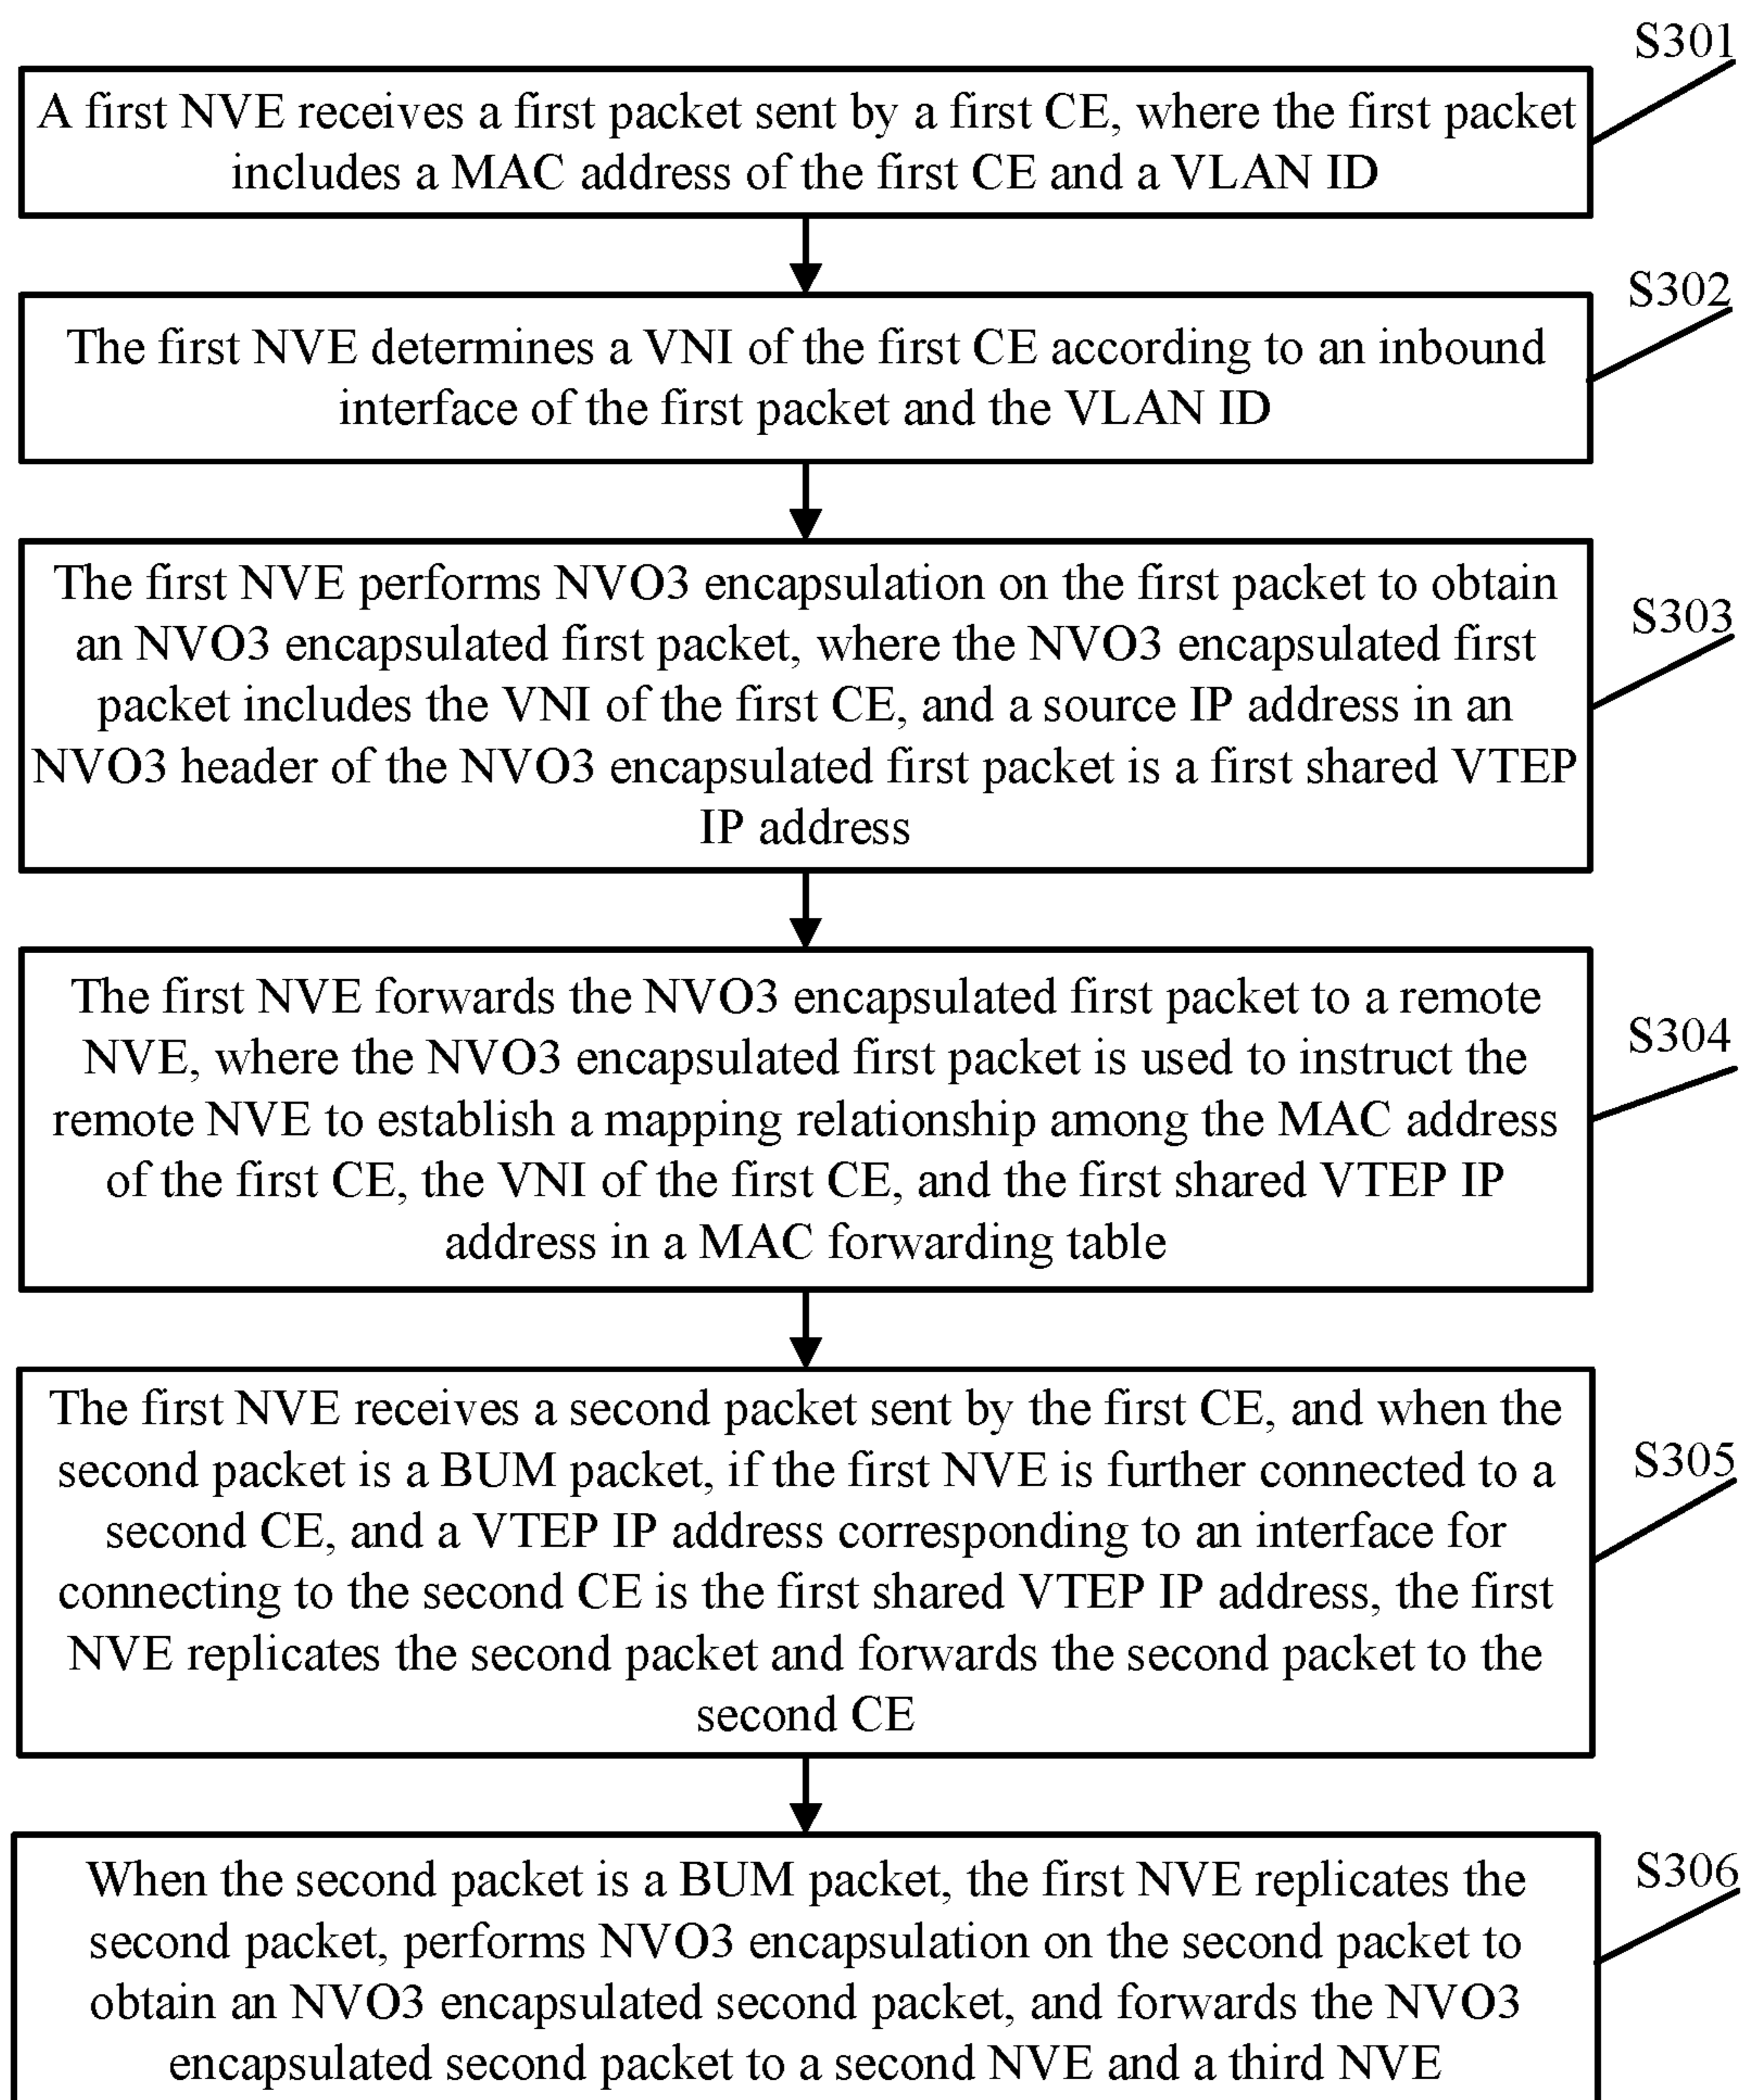 S301
A first NVE receives a first packet sent by a first CE, where the first packet
includes a MAC address of the first CE and a VLAN ID
S302
The first NVE determines a VNI of the first CE according to an inbound
interface of the first packet and the VLAN ID
S303
The first NVE performs NVO3 encapsulation on the first packet to obtain
an NVO3 encapsulated first packet, where the NVO3 encapsulated first
packet includes the VNI of the first CE, and a source IP address in an
NVO3 header of the NVO3 encapsulated first packet is a first shared VTEP
IP address
S304
The first NVE forwards the NVO3 encapsulated first packet to a remote
NVE, where the NVO3 encapsulated first packet is used to instruct the
remote NVE to establish a mapping relationship among the MAC address
of the first CE, the VNI of the first CE, and the first shared VTEP IP
address in a MAC forwarding table
S305
The first NVE receives a second packet sent by the first CE, and when the
second packet is a BUM packet, if the first NVE is further connected to a
second CE, and a VTEP IP address corresponding to an interface for
connecting to the second CE is the first shared VTEP IP address, the first
NVE replicates the second packet and forwards the second packet to the
second CE
S306
When the second packet is a BUM packet, the first NVE replicates the
second packet, performs NVO3 encapsulation on the second packet to
obtain an NVO3 encapsulated second packet, and forwards the NVO3
encapsulated second packet to a second NVE and a third NVE